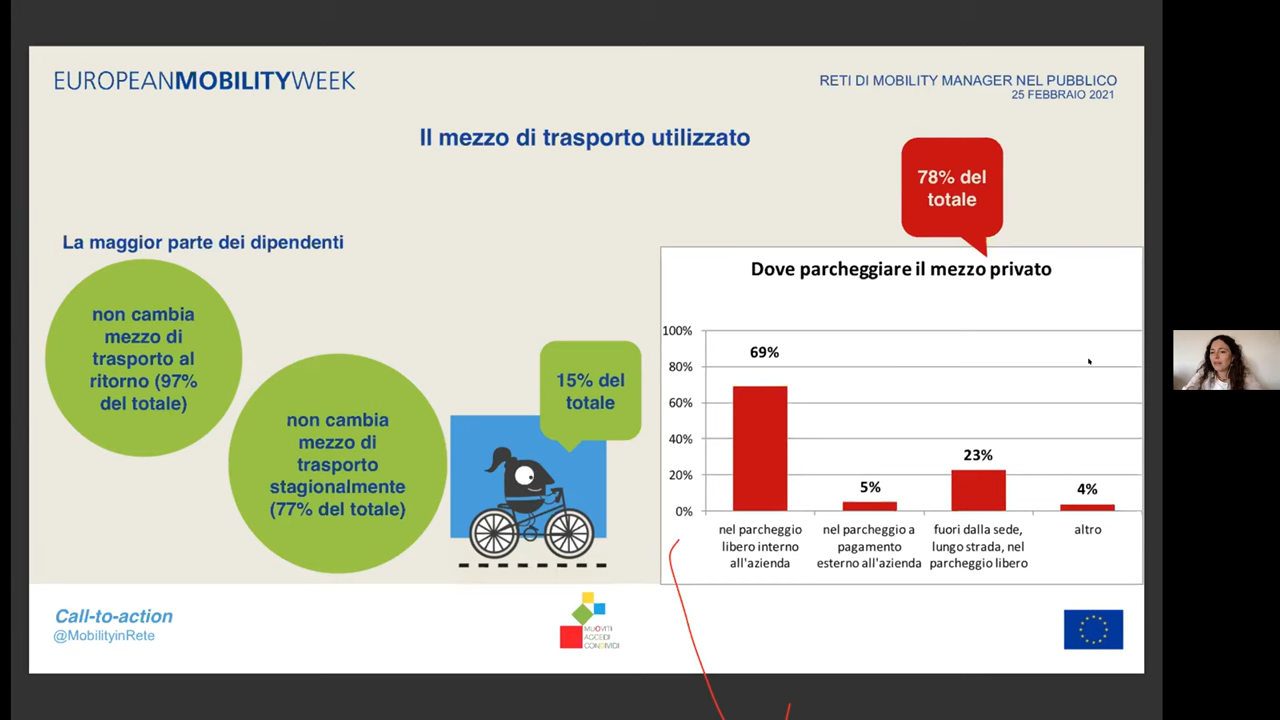 EUROPEANMOBILITYWEEK
RETI DI MOBILITY MANAGER NEL PUBBLICO
25 FEBBRAIO 2021
Il mezzo di trasporto utilizzato
78% del
totale
La maggior parte dei dipendenti
non cambia
mezzo di
trasporto al
ritorno (97%
del totale)
non cambia
mezzo di
trasporto
stagionalmente
(77% del totale)
15% del
totale
Dove parcheggiare il mezzo privato
100%
80%
60%
40%
20%
0%
69%
5%
23%
4%
nel parcheggio
libero interno
all'azienda
nel parcheggio a
pagamento
esterno all'azienda
fuori dalla sede,
lungo strada, nel
parcheggio libero
altro
Call-to-action
@MobilityinRete
MUOVITI
ACCEDI
CONDIVIDI